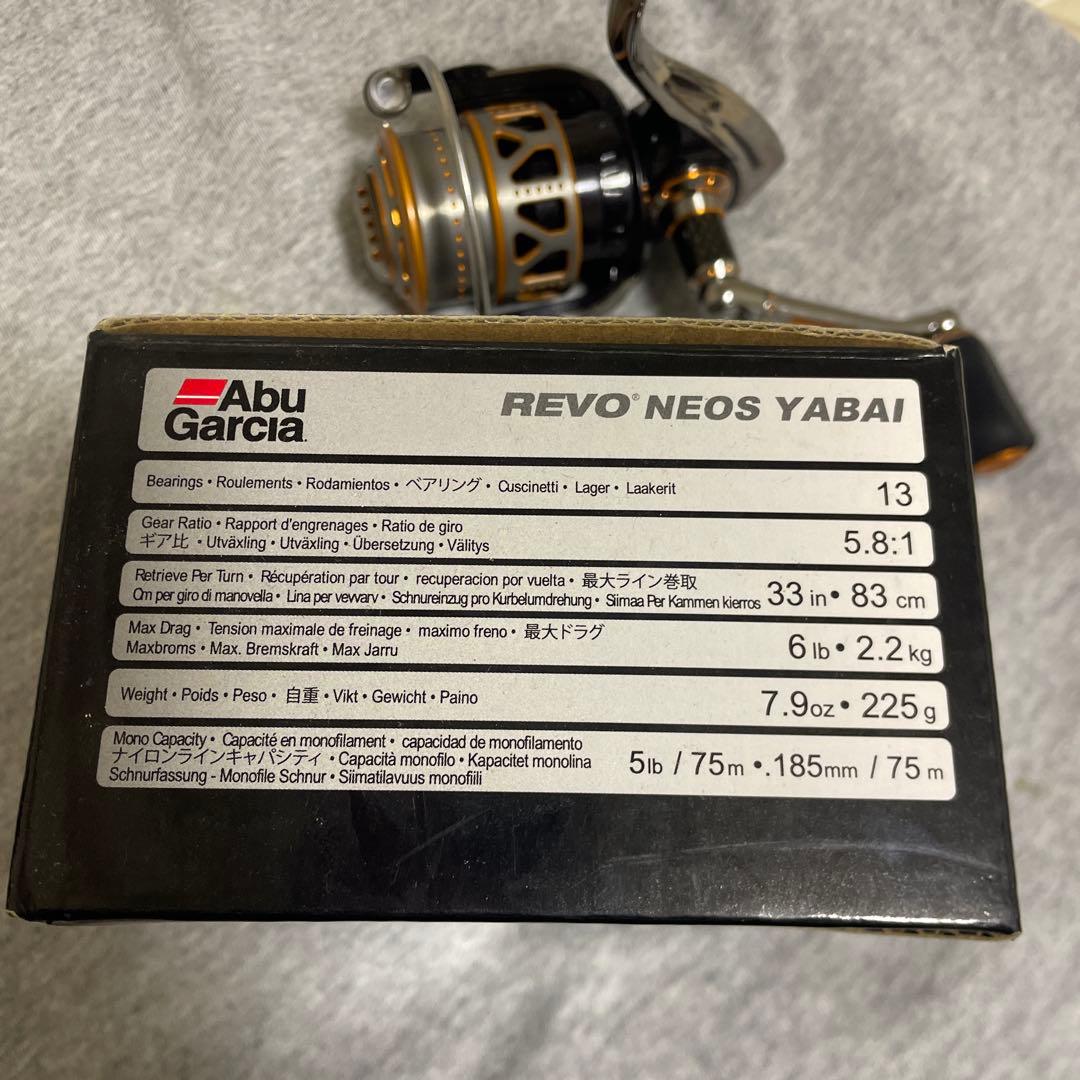 Abu
Garcia
REVO® NEOS YABAI
Bearings • Roulements • Rodamientos • ベアリング • Cuscinetti • Lager • Laakerit
13
Gear Ratio • Rapport d'engrenages • Ratio de giro
ギア比 • Utväxling • Utväxling • Übersetzung • Välitys
5.8:1
Retrieve Per Turn • Récupération par tour • recuperacion por vuelta • 最大ライン巻取
Cm per giro di manovella • Lina per vevvarv • Schnureinzug pro Kurbelumdrehung • Siimaa Per Kammen kierros
33 in • 83 cm
Max Drag • Tension maximale de freinage • maximo freno • 最大ドラグ
Maxbroms • Max. Bremskraft • Max Jarru
6 lb • 2.2 kg
Weight • Poids • Peso • 自重 • Vikt • Gewicht • Paino
7.9oz • 225 g
Mono Capacity • Capacité en monofilament • capacidad de monofilamento
ナイロンラインキャパシティ • Capacità monofilo • Kapacitet monolina
Schnurfassung - Monofile Schnur • Siimatilavuus monofiili
5lb / 75m • .185mm / 75 m